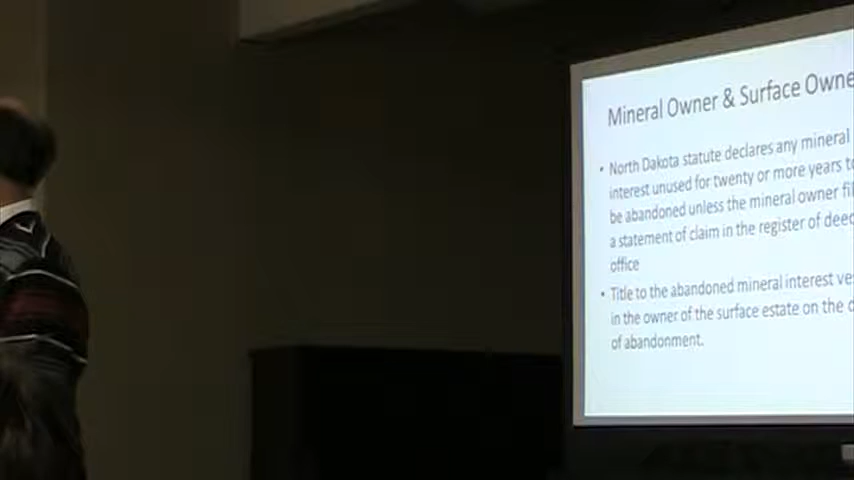 Mineral Owner & Surface Owne
• North Dakota statute declares any mineral
interest unused for twenty or more years to
be abandoned unless the mineral owner fil
a statement of claim in the register of deed
office
• Title to the abandoned mineral interest ves
in the owner of the surface estate on the d
of abandonment.